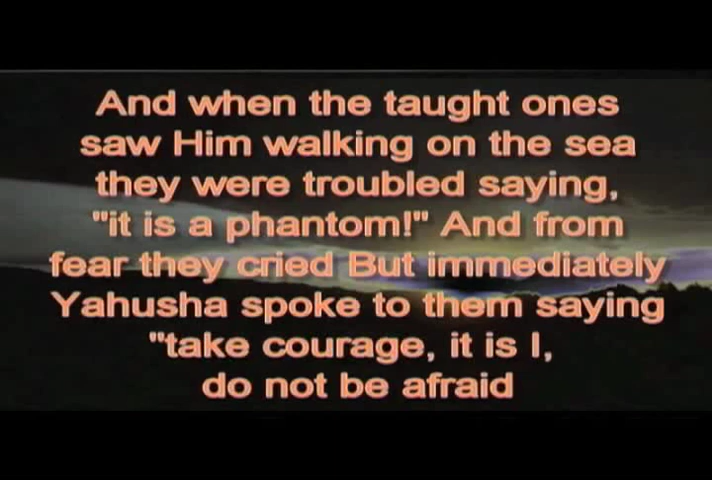 And when the taught ones
saw Him walking on the sea
they were troubled saying,
"it is a phantom!" And from
fear they cried But immediately
Yahusha spoke to them saying
"take courage, it is I,
do not be afraid